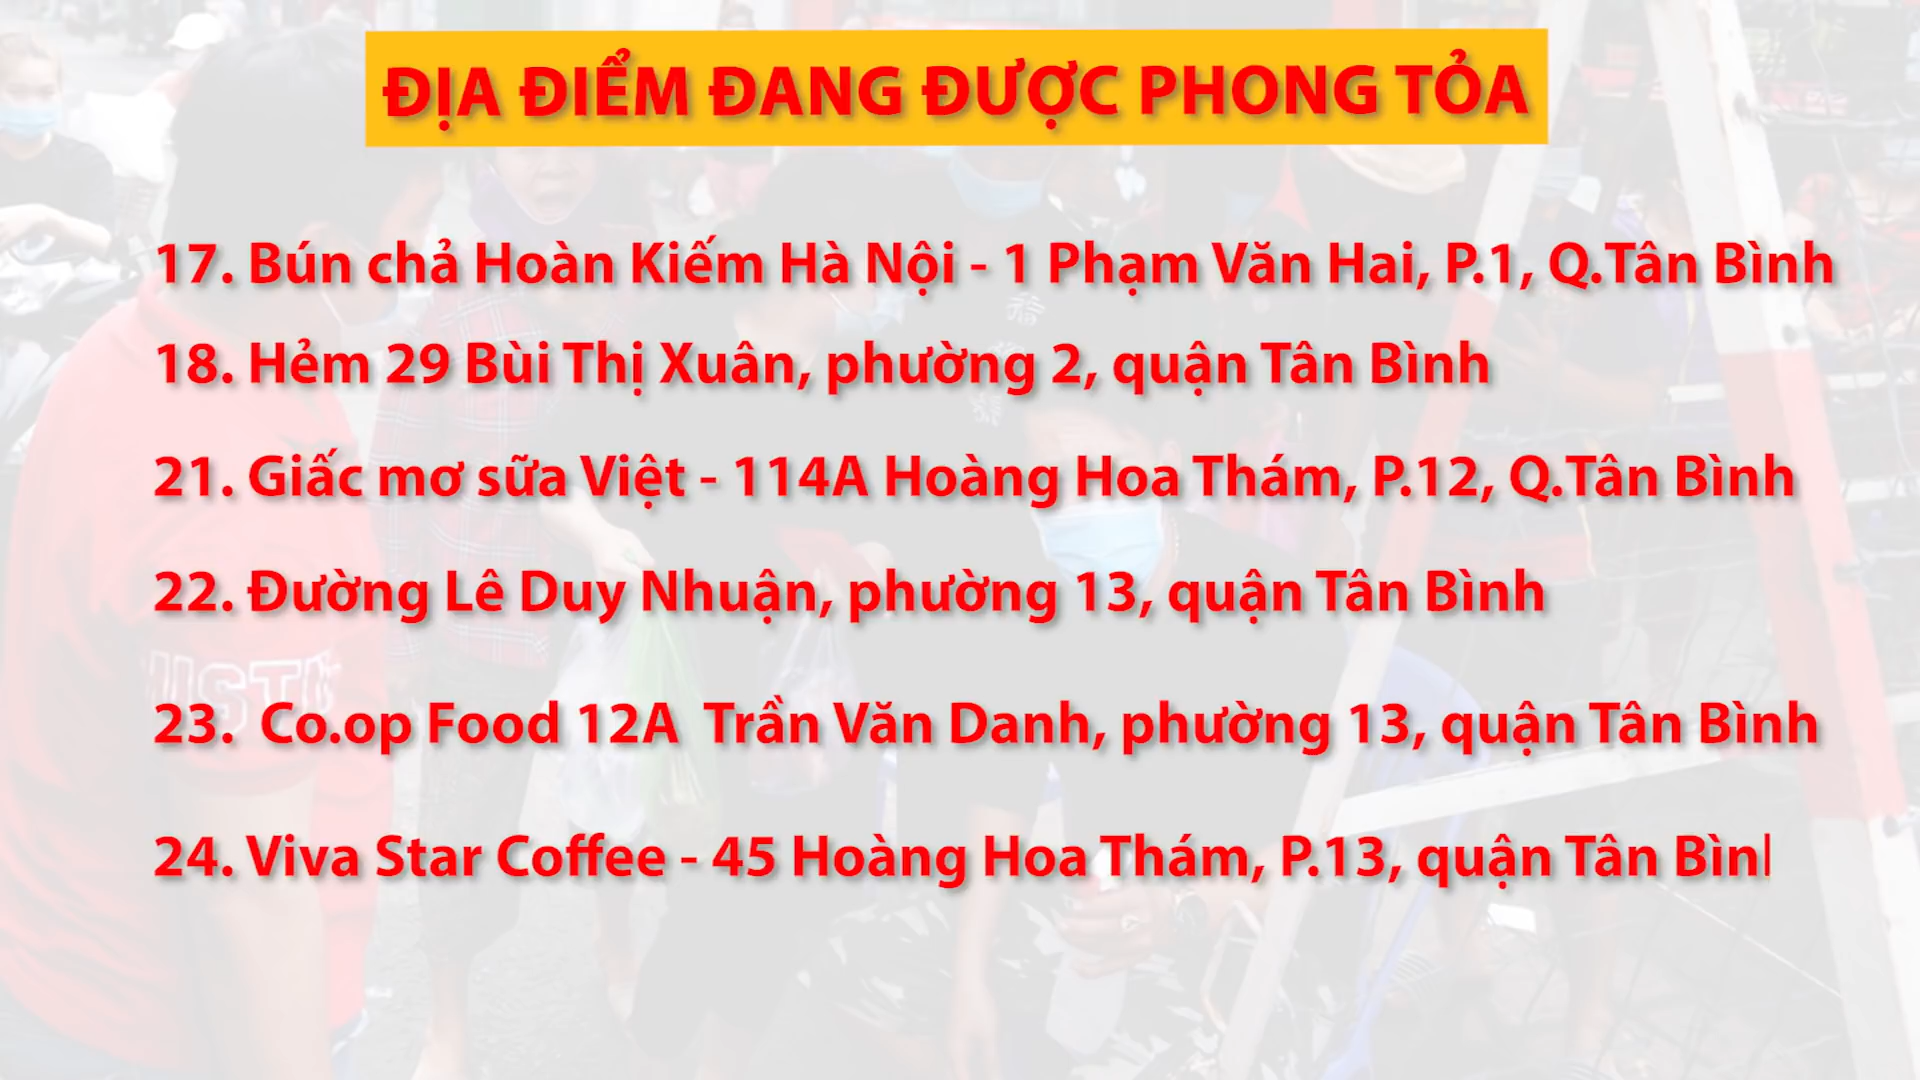 ĐỊA ĐIỂM ĐANG ĐƯỢC PHONG TỎA
17. Bún chả Hoàn Kiếm Hà Nội - 1 Phạm Văn Hai, P.1, Q.Tân Bình
18. Hẻm 29 Bùi Thị Xuân, phường 2, quận Tân Bình
21. Giấc mơ sữa Việt - 114A Hoàng Hoa Thám, P.12, Q.Tân Bình
22. Đường Lê Duy Nhuận, phường 13, quận Tân Bình
23. Co.op Food 12A Trần Văn Danh, phường 13, quận Tân Bình
24. Viva Star Coffee - 45 Hoàng Hoa Thám, P.13, quận Tân